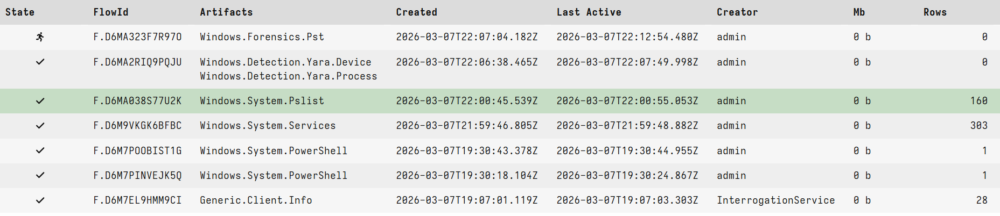 State FlowId Artifacts Created Last Active Creator Mb Rows
F.D6MA323F7R97O Windows.Forensics.Pst 2026-03-07T22:07:04.182Z 2026-03-07T22:12:54.480Z admin 0 b 0
F.D6MA2RIQ9PQJU Windows.Detection.Yara.Device 2026-03-07T22:06:38.465Z 2026-03-07T22:07:49.998Z admin 0 b 0
Windows.Detection.Yara.Process
F.D6MA038S77U2K Windows.System.Pslist 2026-03-07T22:00:45.539Z 2026-03-07T22:00:55.053Z admin 0 b 160
F.D6M9VKGK6BFBC Windows.System.Services 2026-03-07T21:59:46.805Z 2026-03-07T21:59:48.882Z admin 0 b 303
F.D6M7POOBIST1G Windows.System.PowerShell 2026-03-07T19:30:43.378Z 2026-03-07T19:30:44.955Z admin 0 b 1
F.D6M7PINVEJK5Q Windows.System.PowerShell 2026-03-07T19:30:18.104Z 2026-03-07T19:30:24.867Z admin 0 b 1
F.D6M7EL9HMM9CI Generic.Client.Info 2026-03-07T19:07:01.119Z 2026-03-07T19:07:03.303Z InterrogationService 0 b 28